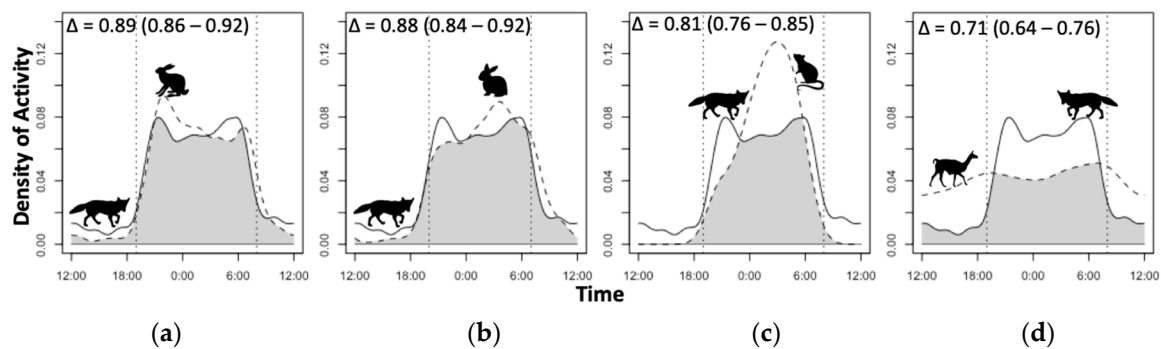 Δ = 0.89 (0.86 – 0.92)
Δ = 0.88 (0.84 – 0.92)
Δ = 0.81 (0.76 – 0.85)
Δ = 0.71 (0.64 – 0.76)
Density of Activity
0.12
0.08
0.04
0.00
0.12
0.08
0.04
0.00
0.12
0.08
0.04
0.00
0.12
0.08
0.04
0.00
12:00 18:00 0:00 6:00 12:00
12:00 18:00 0:00 6:00 12:00
12:00 18:00 0:00 6:00 12:00
12:00 18:00 0:00 6:00 12:00
Time
(a) (b) (c) (d)